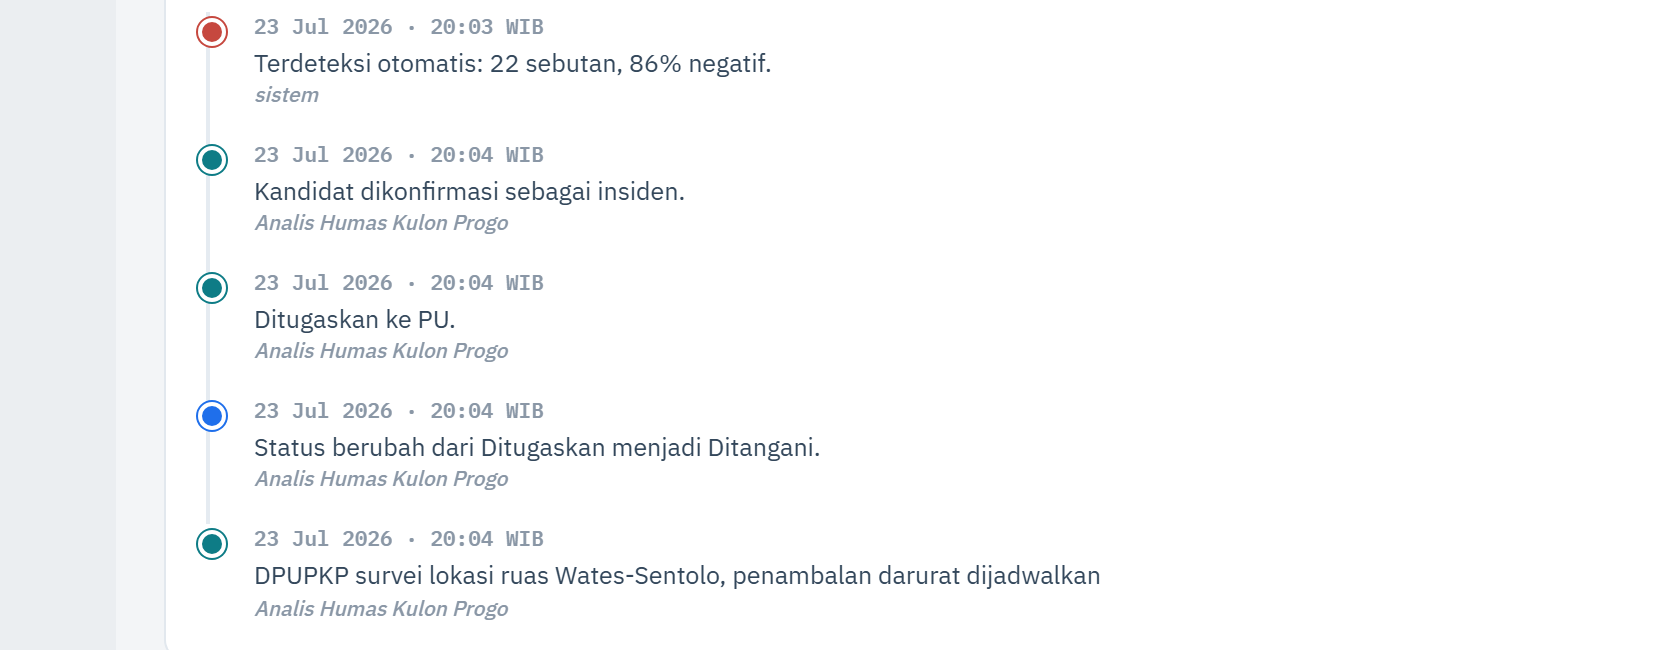 23 Jul 2026 · 20:03 WIB
Terdeteksi otomatis: 22 sebutan, 86% negatif.
sistem
23 Jul 2026 · 20:04 WIB
Kandidat dikonfirmasi sebagai insiden.
Analis Humas Kulon Progo
23 Jul 2026 · 20:04 WIB
Ditugaskan ke PU.
Analis Humas Kulon Progo
23 Jul 2026 · 20:04 WIB
Status berubah dari Ditugaskan menjadi Ditangani.
Analis Humas Kulon Progo
23 Jul 2026 · 20:04 WIB
DPUPKP survei lokasi ruas Wates-Sentolo, penambalan darurat dijadwalkan
Analis Humas Kulon Progo